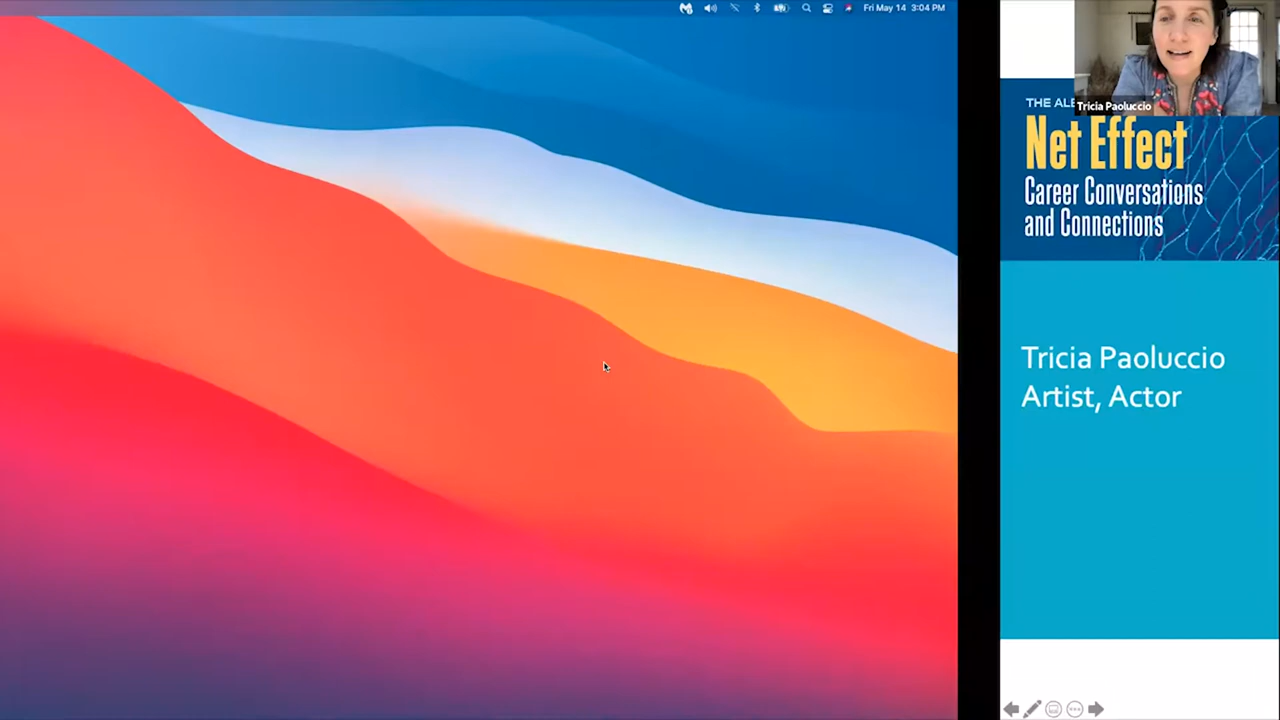 Fri May 14 3:04 PM
Tricia Paoluccio
THE ALE
Net Effect
Career Conversations
and Connections
Tricia Paoluccio
Artist, Actor